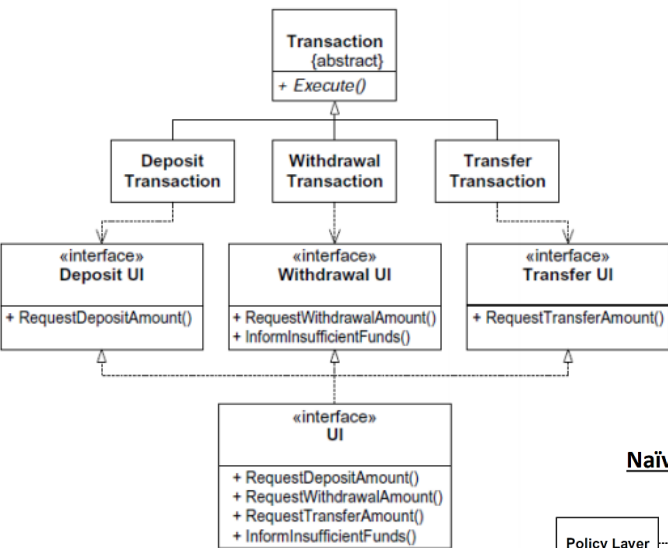 Transaction
{abstract}
+ Execute()
Deposit
Transaction
Withdrawal
Transaction
Transfer
Transaction
«interface»
Deposit UI
+ RequestDepositAmount()
«interface»
Withdrawal UI
+ RequestWithdrawalAmount()
+ InformInsufficientFunds()
«interface»
Transfer UI
+ RequestTransferAmount()
«interface»
UI
+ RequestDepositAmount()
+ RequestWithdrawalAmount()
+ RequestTransferAmount()
+ InformInsufficientFunds()
Naïv
Policy Layer